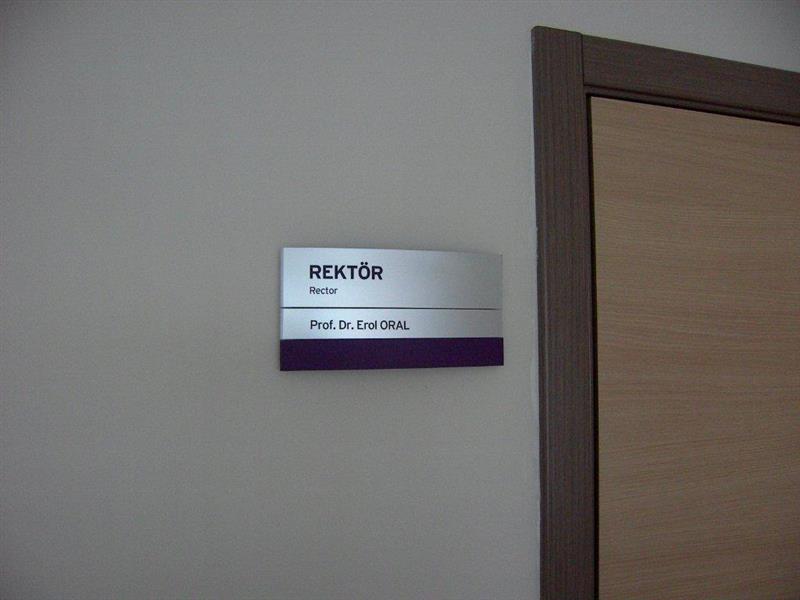 REKTÖR
Rector
Prof. Dr. Erol ORAL